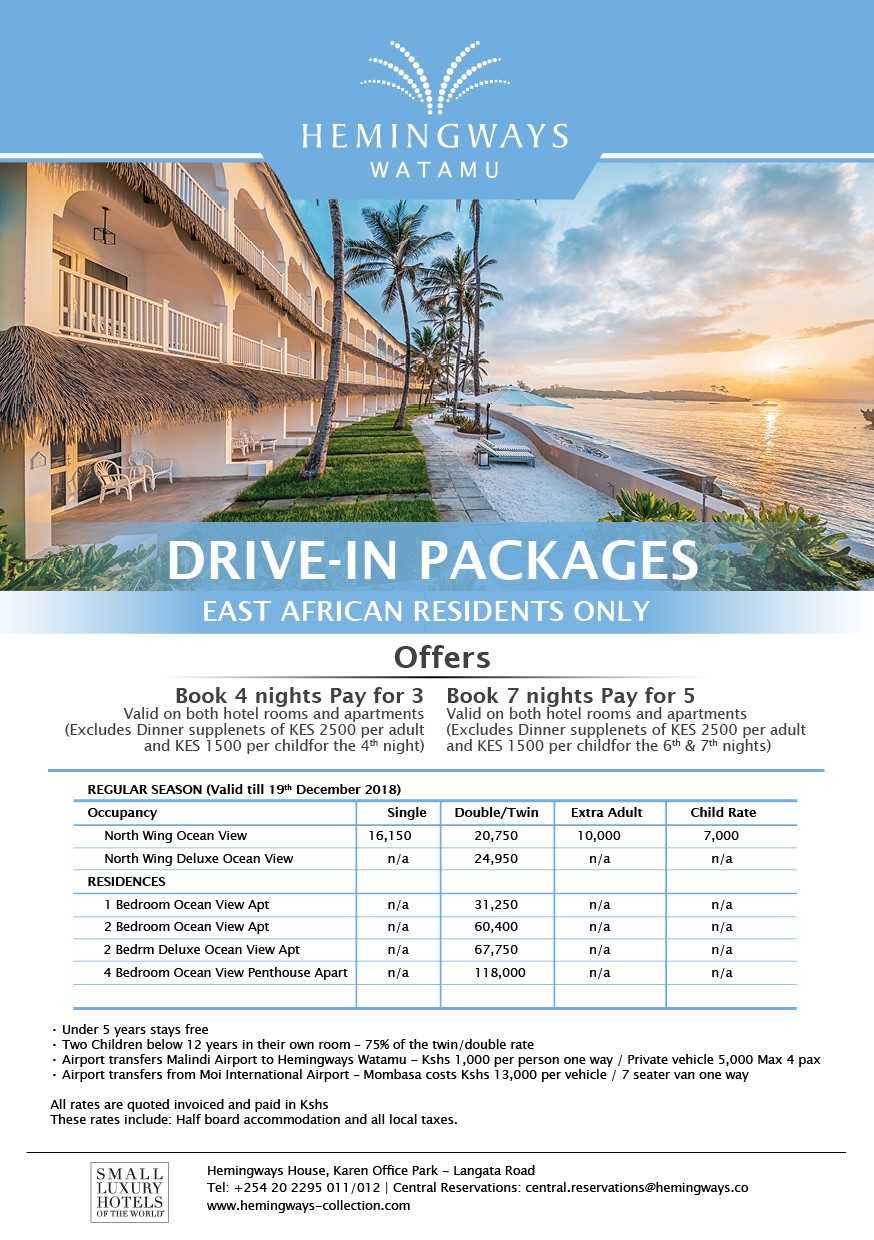 HEMINGWAYS
WATAMU
DRIVE-IN PACKAGES
EAST AFRICAN RESIDENTS ONLY
Offers
Book 4 nights Pay for 3
Valid on both hotel rooms and apartments
(Excludes Dinner supplenets of KES 2500 per adult
and KES 1500 per childfor the 4th night)
Book 7 nights Pay for 5
Valid on both hotel rooms and apartments
(Excludes Dinner supplenets of KES 2500 per adult
and KES 1500 per childfor the 6th & 7th nights)
REGULAR SEASON (Valid till 19th December 2018)
Occupancy Single Double/Twin Extra Adult Child Rate
North Wing Ocean View 16,150 20,750 10,000 7,000
North Wing Deluxe Ocean View n/a 24,950 n/a n/a
RESIDENCES
1 Bedroom Ocean View Apt n/a 31,250 n/a n/a
2 Bedroom Ocean View Apt n/a 60,400 n/a n/a
2 Bedrm Deluxe Ocean View Apt n/a 67,750 n/a n/a
4 Bedroom Ocean View Penthouse Apart n/a 118,000 n/a n/a
· Under 5 years stays free
· Two Children below 12 years in their own room – 75% of the twin/double rate
· Airport transfers Malindi Airport to Hemingways Watamu – Kshs 1,000 per person one way / Private vehicle 5,000 Max 4 pax
· Airport transfers from Moi International Airport – Mombasa costs Kshs 13,000 per vehicle / 7 seater van one way
All rates are quoted invoiced and paid in Kshs
These rates include: Half board accommodation and all local taxes.
SMALL
LUXURY
HOTELS
OF THE WORLD
Hemingways House, Karen Office Park – Langata Road
Tel: +254 20 2295 011/012 | Central Reservations: central.reservations@hemingways.co
www.hemingways-collection.com